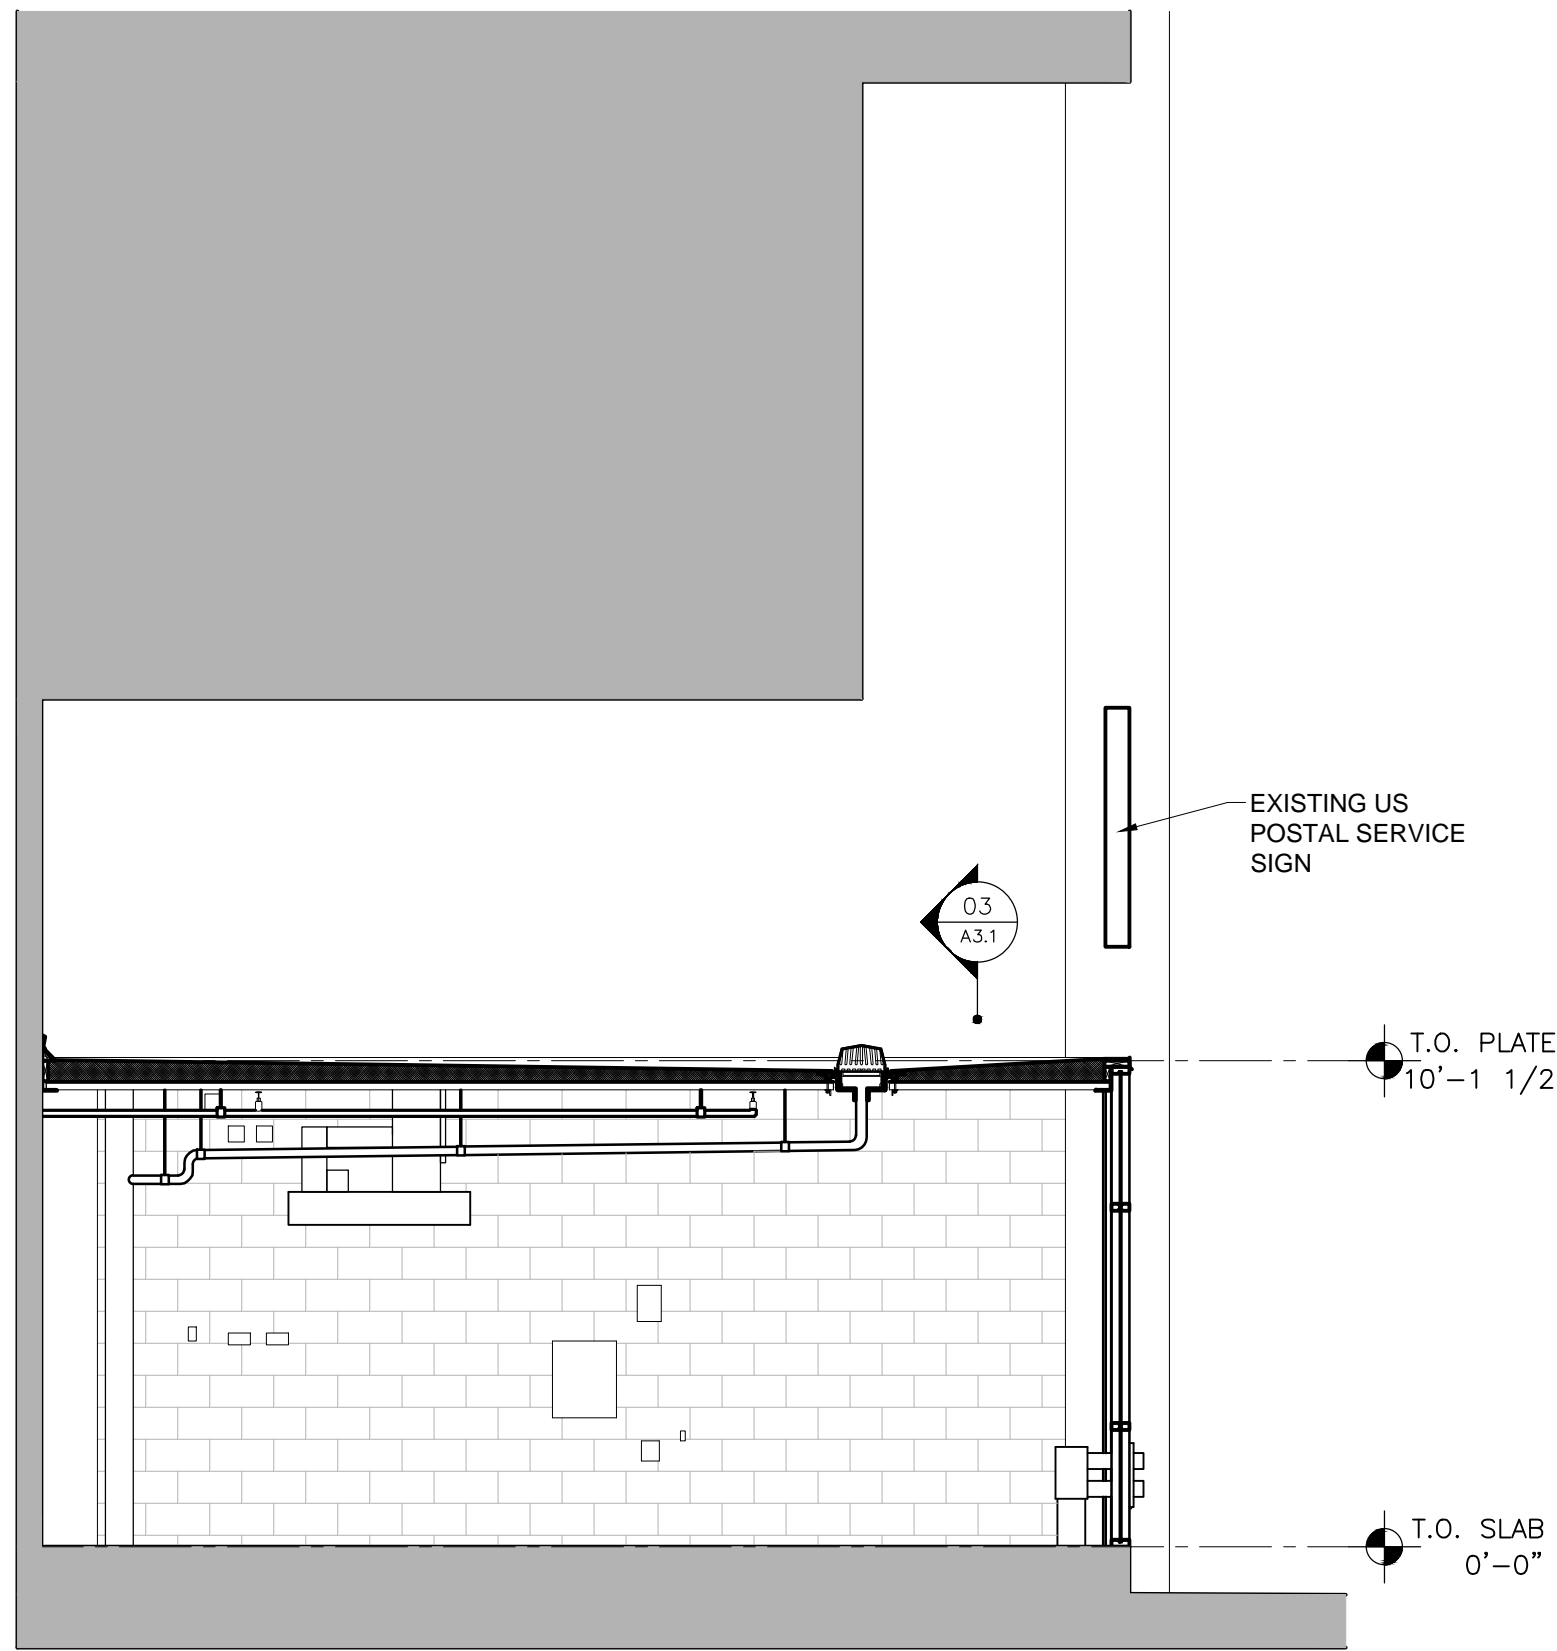 EXISTING US
POSTAL SERVICE
SIGN
03
A3.1
T.O. PLATE
10'-1 1/2
T.O. SLAB
0'-0"